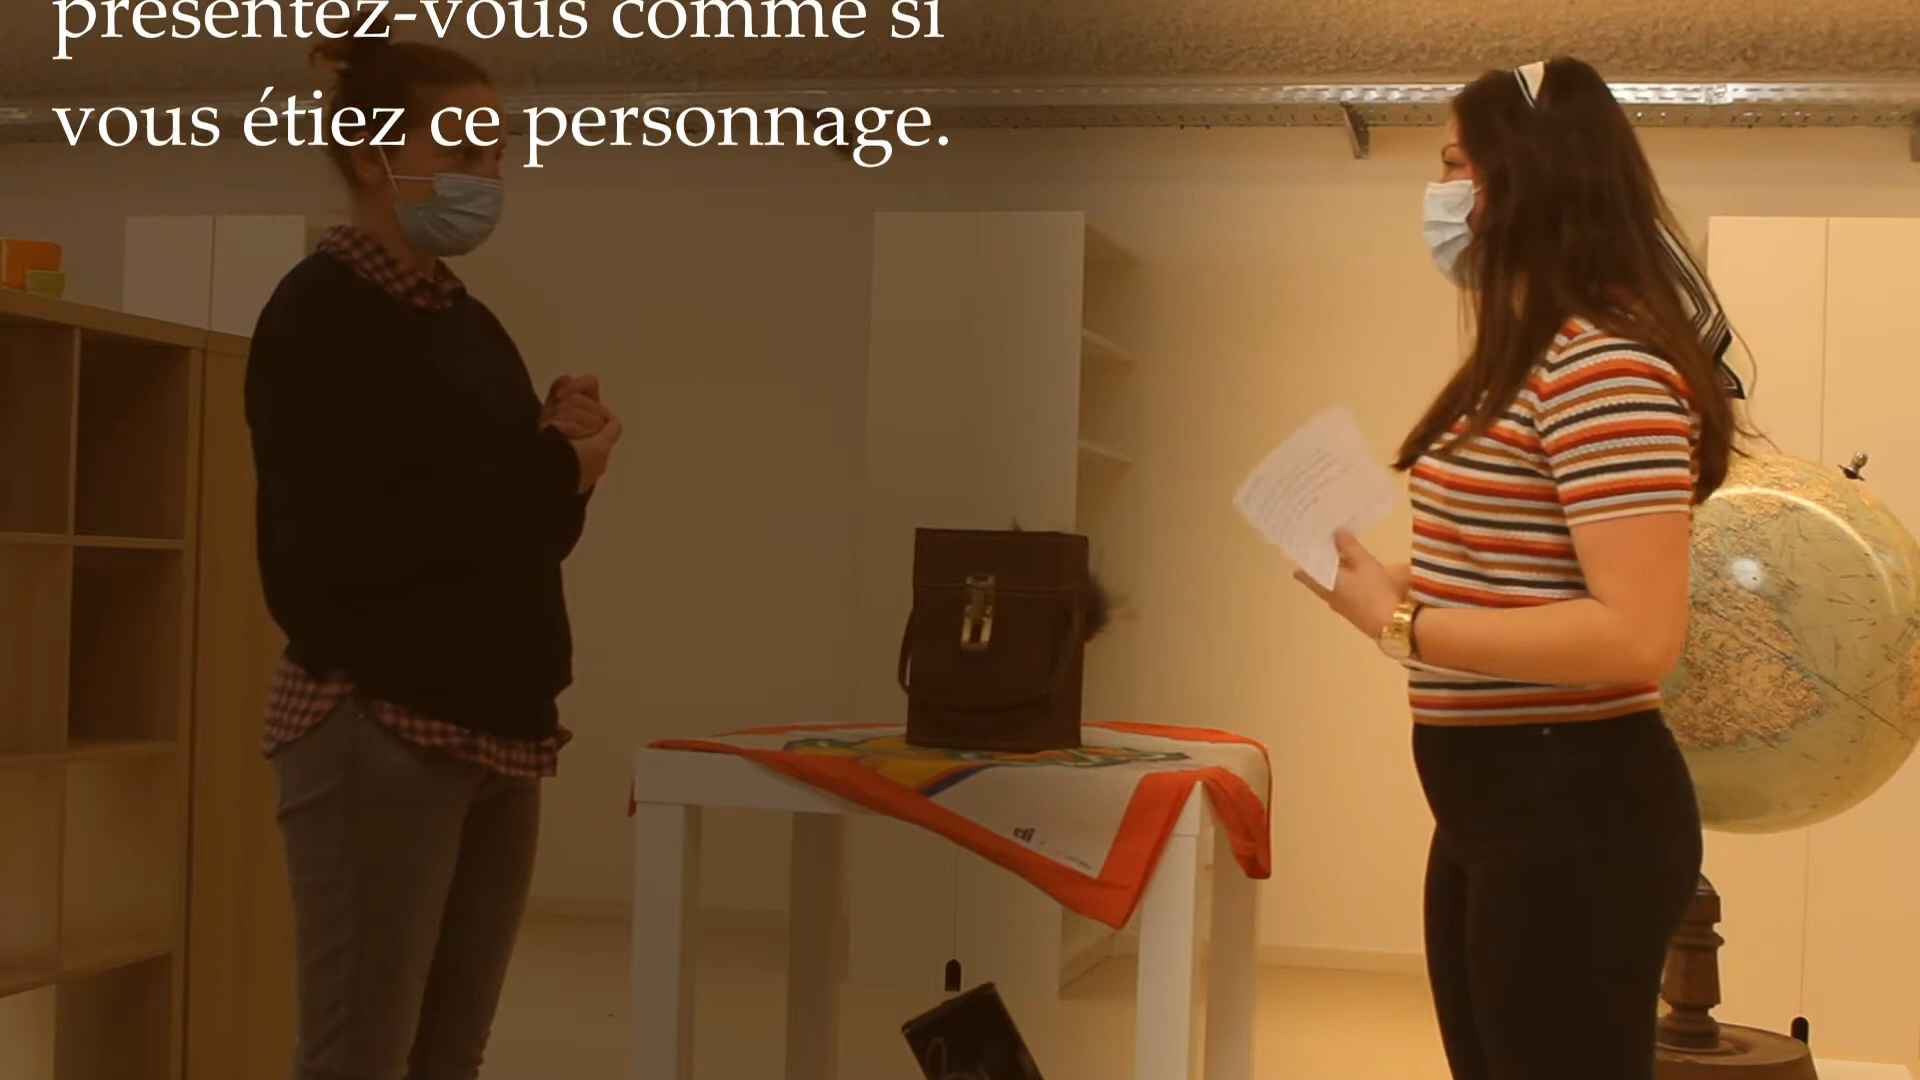 présentez-vous comme si
vous étiez ce personnage.